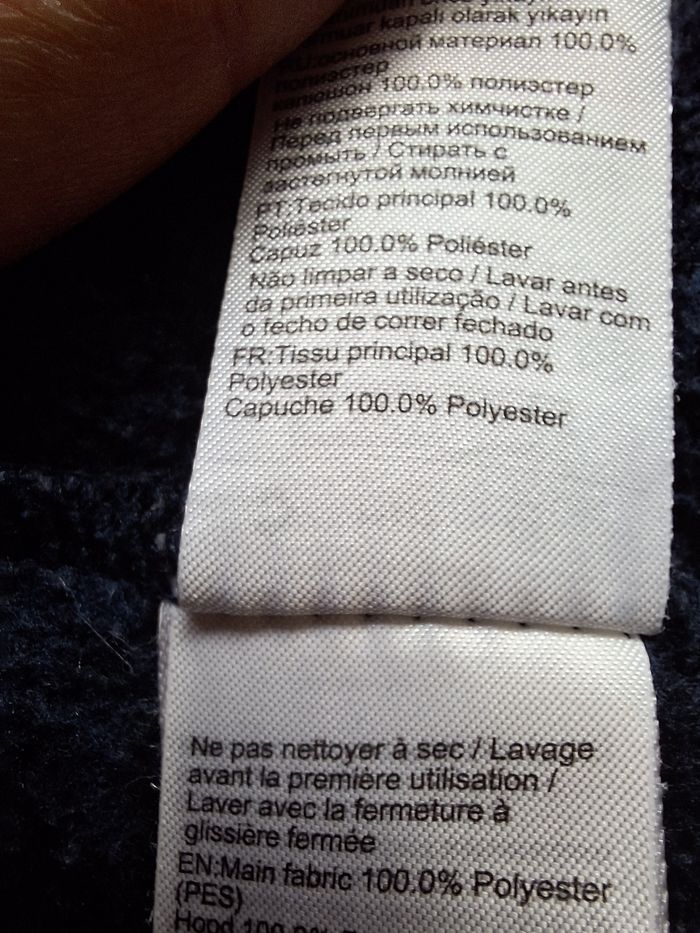 yıkayın
kapalı olarak yıkayın
основной материал 100.0%
полиэстер
капюшон 100.0% полиэстер
Не подвергать химчистке /
Перед первым использованием
промыть / Стирать с
застегнутой молнией
PT:Tecido principal 100.0%
Poliéster
Capuz 100.0% Poliéster
Não limpar a seco / Lavar antes
da primeira utilização / Lavar com
o fecho de correr fechado
FR:Tissu principal 100.0%
Polyester
Capuche 100.0% Polyester
Ne pas nettoyer à sec / Lavage
avant la première utilisation /
Laver avec la fermeture à
glissière fermée
EN:Main fabric 100.0% Polyester
(PES)
Hood 100.0%